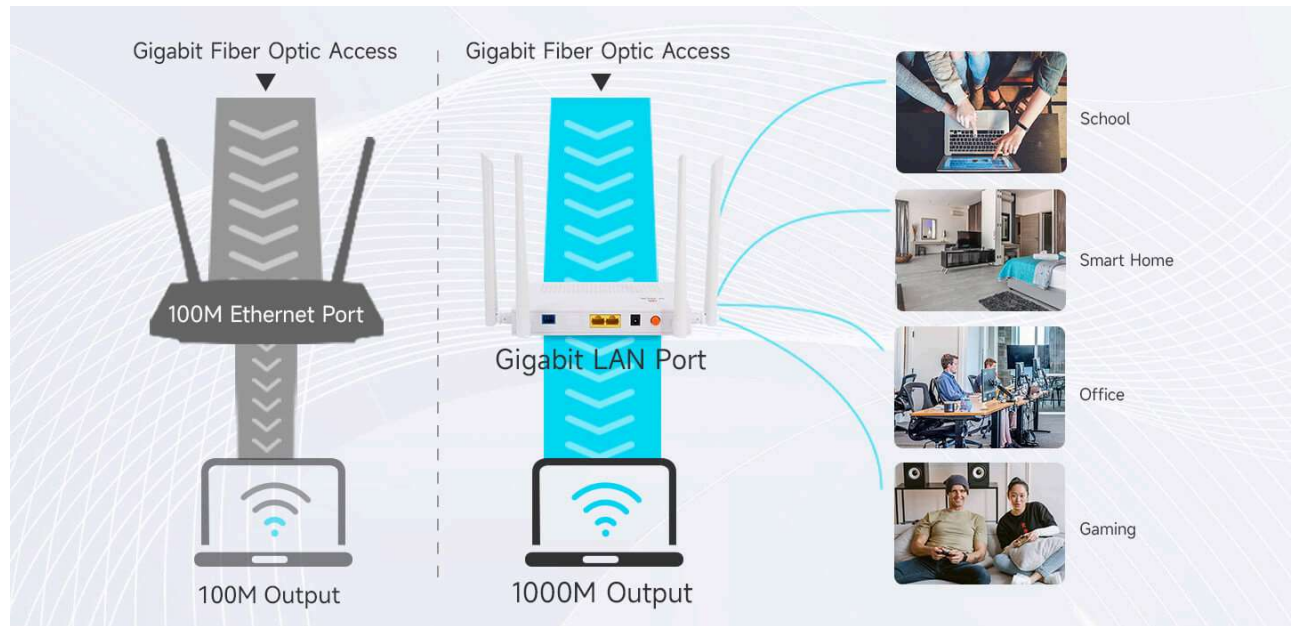 Gigabit Fiber Optic Access
100M Ethernet Port
100M Output
Gigabit Fiber Optic Access
Gigabit LAN Port
1000M Output
School
Smart Home
Office
Gaming